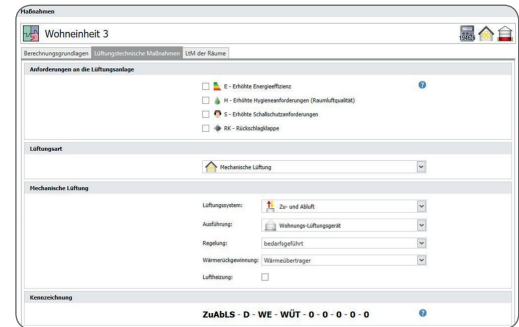 Maßnahmen
Wohneinheit 3
Berechnungsgrundlagen Lüftungstechnische Maßnahmen LtM der Räume
Anforderungen an die Lüftungsanlage
E - Erhöhte Energieeffizienz
H - Erhöhte Hygieneanforderungen (Raumluftqualität)
S - Erhöhte Schallschutzanforderungen
RK - Rückschlagklappe
Lüftungsart
Mechanische Lüftung
Mechanische Lüftung
Lüftungssystem: Zu- und Abluft
Ausführung: Wohnungs-Lüftungsgerät
Regelung: bedarfsgeführt
Wärmerückgewinnung: Wärmeübertrager
Luftheizung:
Kennzeichnung
ZuAbLS - D - WE - WÜT - 0 - 0 - 0 - 0 - 0